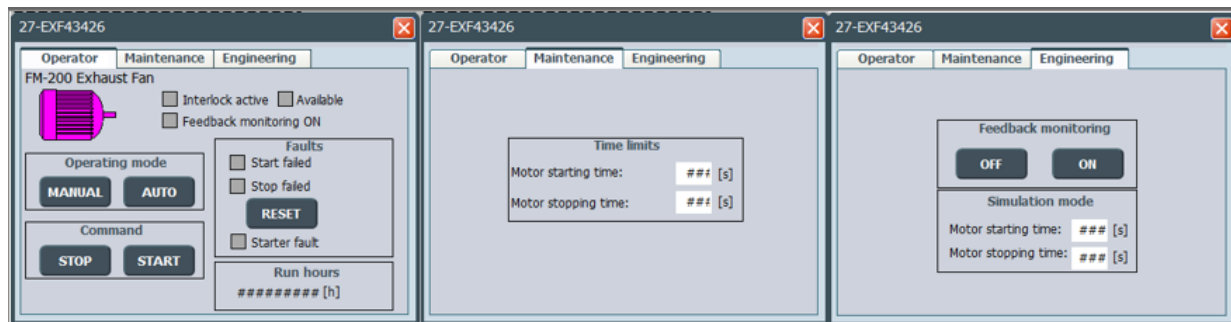 27-EXF43426
Operator Maintenance Engineering
FM-200 Exhaust Fan
Interlock active Available
Feedback monitoring ON
Operating mode
MANUAL AUTO
Command
STOP START
Faults
Start failed
Stop failed
RESET
Starter fault
Run hours
######### [h]
27-EXF43426
Operator Maintenance Engineering
Time limits
Motor starting time: ### [s]
Motor stopping time: ### [s]
27-EXF43426
Operator Maintenance Engineering
Feedback monitoring
OFF ON
Simulation mode
Motor starting time: ### [s]
Motor stopping time: ### [s]